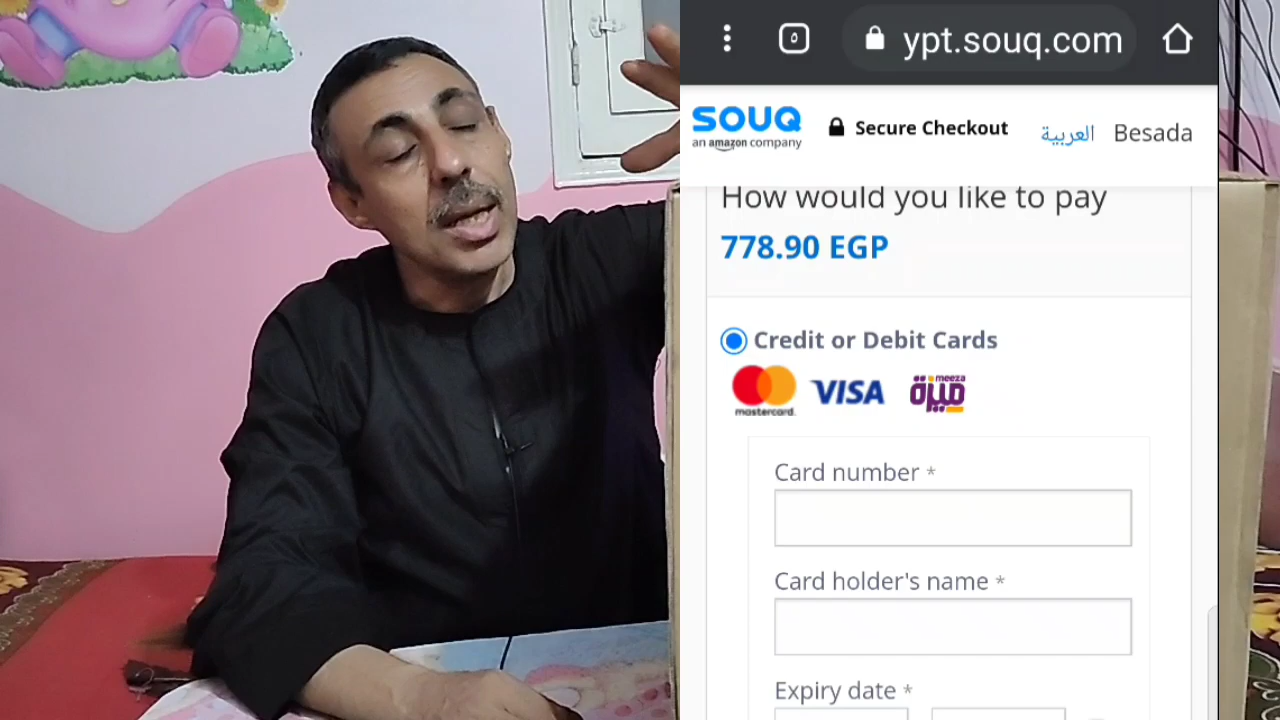 ypt.souq.com
SOUQ
an amazon company
Secure Checkout
العربية
Besada
How would you like to pay
778.90 EGP
Credit or Debit Cards
mastercard.
VISA
meeza
ميزة
Card number *
Card holder's name *
Expiry date *